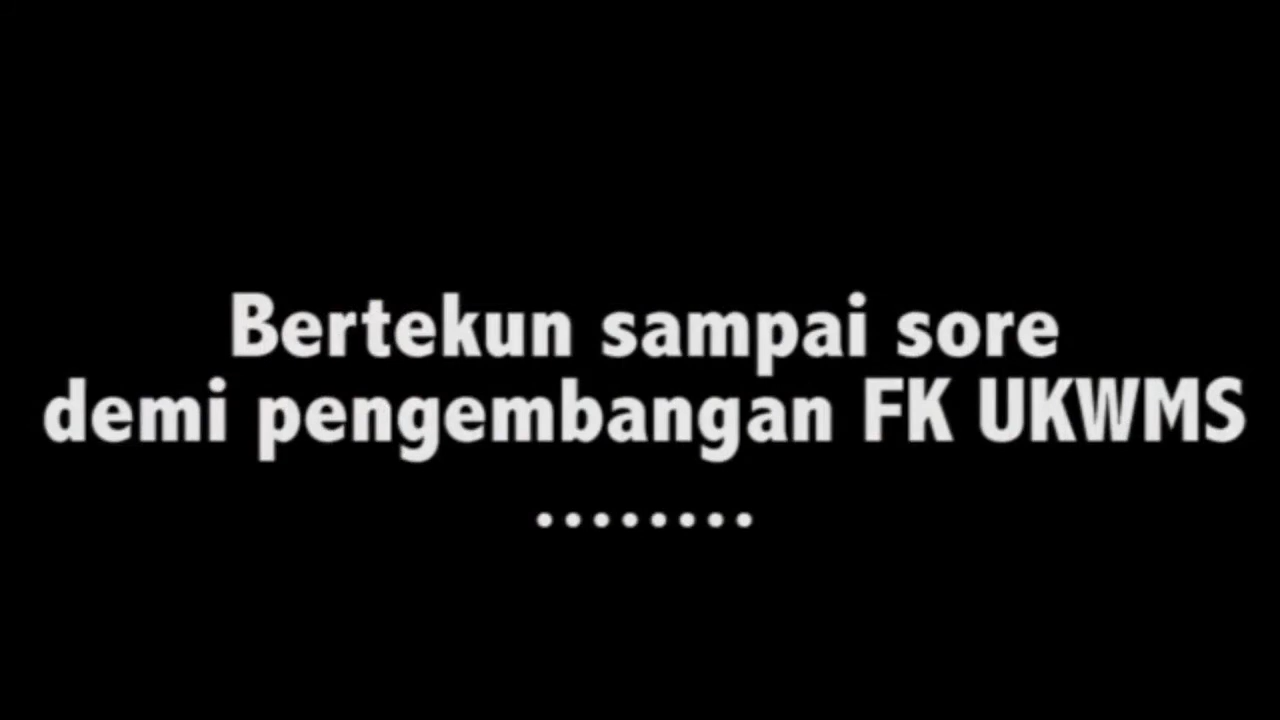 Bertekun sampai sore
demi pengembangan FK UKWMS
........